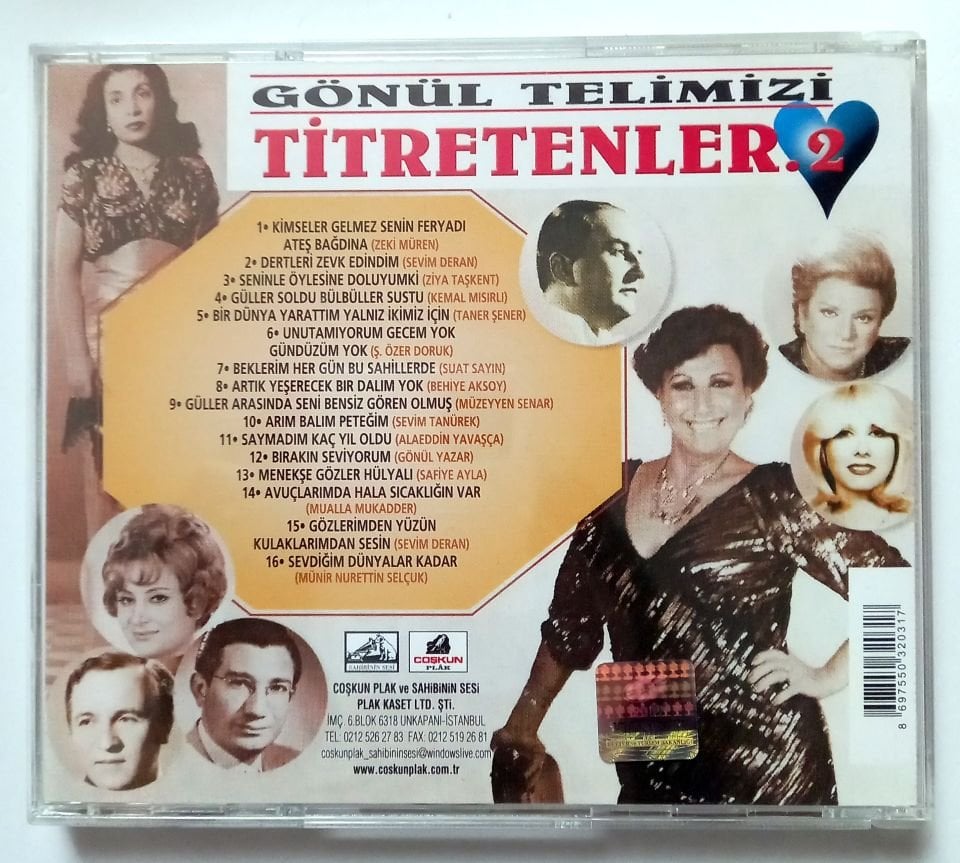 GÖNÜL TELİMİZİ
TİTRETENLER.2
1• KİMSELER GELMEZ SENİN FERYADI
ATEŞ BAĞDINA (ZEKİ MÜREN)
2• DERTLERİ ZEVK EDİNDİM (SEVİM DERAN)
3• SENİNLE ÖYLESİNE DOLUYUMKİ (ZİYA TAŞKENT)
4• GÜLLER SOLDU BÜLBÜLLER SUSTU (KEMAL MISIRLI)
5• BİR DÜNYA YARATTIM YALNIZ İKİMİZ İÇİN (TANER ŞENER)
6• UNUTAMIYORUM GECEM YOK
GÜNDÜZÜM YOK (Ş. ÖZER DORUK)
7• BEKLERİM HER GÜN BU SAHİLLERDE (SUAT SAYIN)
8• ARTIK YEŞERECEK BİR DALIM YOK (BEHİYE AKSOY)
9• GÜLLER ARASINDA SENİ BENSİZ GÖREN OLMUŞ (MÜZEYYEN SENAR)
10• ARIM BALIM PETEĞİM (SEVİM TANÜREK)
11• SAYMADIM KAÇ YIL OLDU (ALAEDDİN YAVAŞÇA)
12• BIRAKIN SEVİYORUM (GÖNÜL YAZAR)
13• MENEKŞE GÖZLER HÜLYALI (SAFİYE AYLA)
14• AVUÇLARIMDA HALA SICAKLIĞIN VAR
(MUALLA MUKADDER)
15• GÖZLERİMDEN YÜZÜN
KULAKLARIMDAN SESİN (SEVİM DERAN)
16• SEVDİĞİM DÜNYALAR KADAR
(MÜNİR NURETTİN SELÇUK)
SAHİBİNİN SESİ
COŞKUN
PLÂK
COŞKUN PLAK ve SAHİBİNİN SESİ
PLAK KASET LTD. ŞTİ.
İMÇ. 6.BLOK 6318 UNKAPANI-İSTANBUL
TEL: 0212 526 27 83 FAX: 0212 519 26 81
coskunplak_sahibininsesi@windowslive.com
www.coskunplak.com.tr
KÜLTÜR ve TURİZM BAKANLIĞI
8 697550 320317